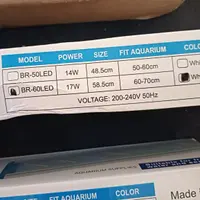 MODEL POWER SIZE FIT AQUARIUM COLO
BR-50LED 14W 48.5cm 50-60cm Whi
BR-60LED 17W 58.5cm 60-70cm Wh
VOLTAGE: 200-240V 50Hz
AQUARIUM COLOR
Made